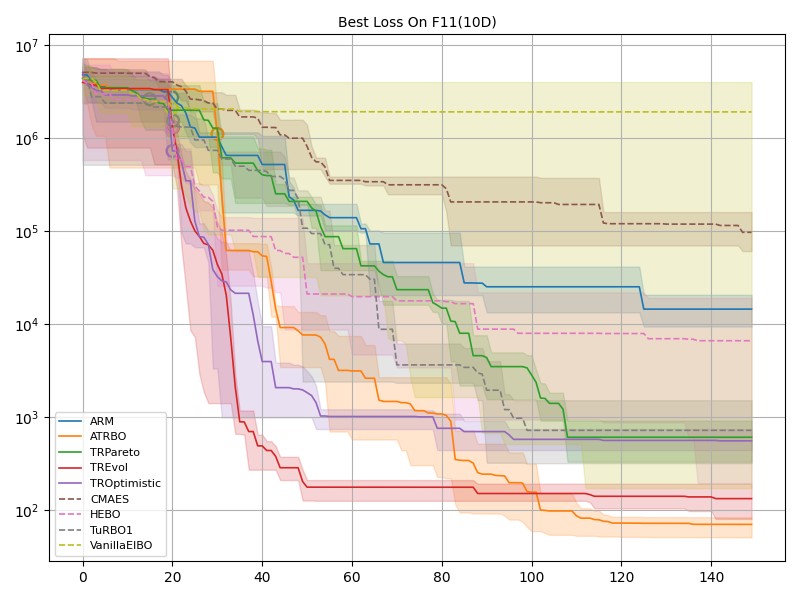 Best Loss On F11(10D)
10^7
10^6
10^5
10^4
10^3
10^2
ARM
ATRBO
TRPareto
TREvol
TROptimistic
CMAES
HEBO
TuRBO1
VanillaEIBO
0 20 40 60 80 100 120 140